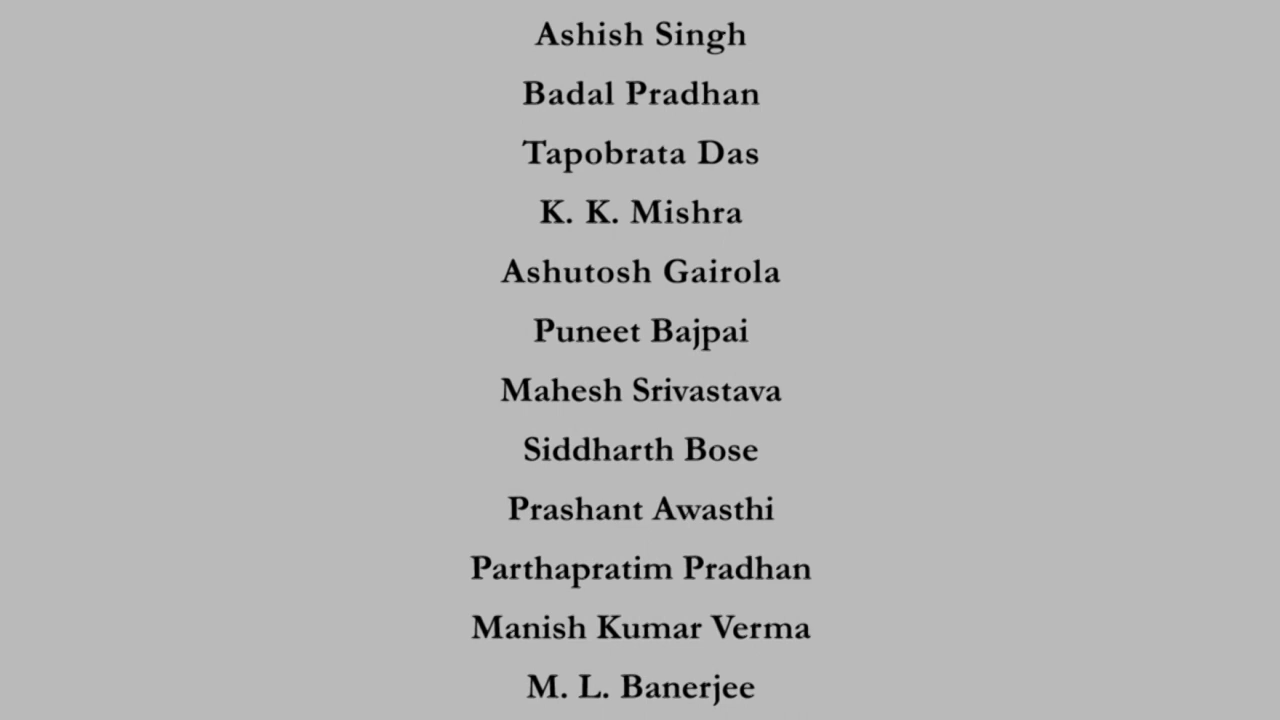 Ashish Singh
Badal Pradhan
Tapobrata Das
K. K. Mishra
Ashutosh Gairola
Puneet Bajpai
Mahesh Srivastava
Siddharth Bose
Prashant Awasthi
Parthapratim Pradhan
Manish Kumar Verma
M. L. Banerjee